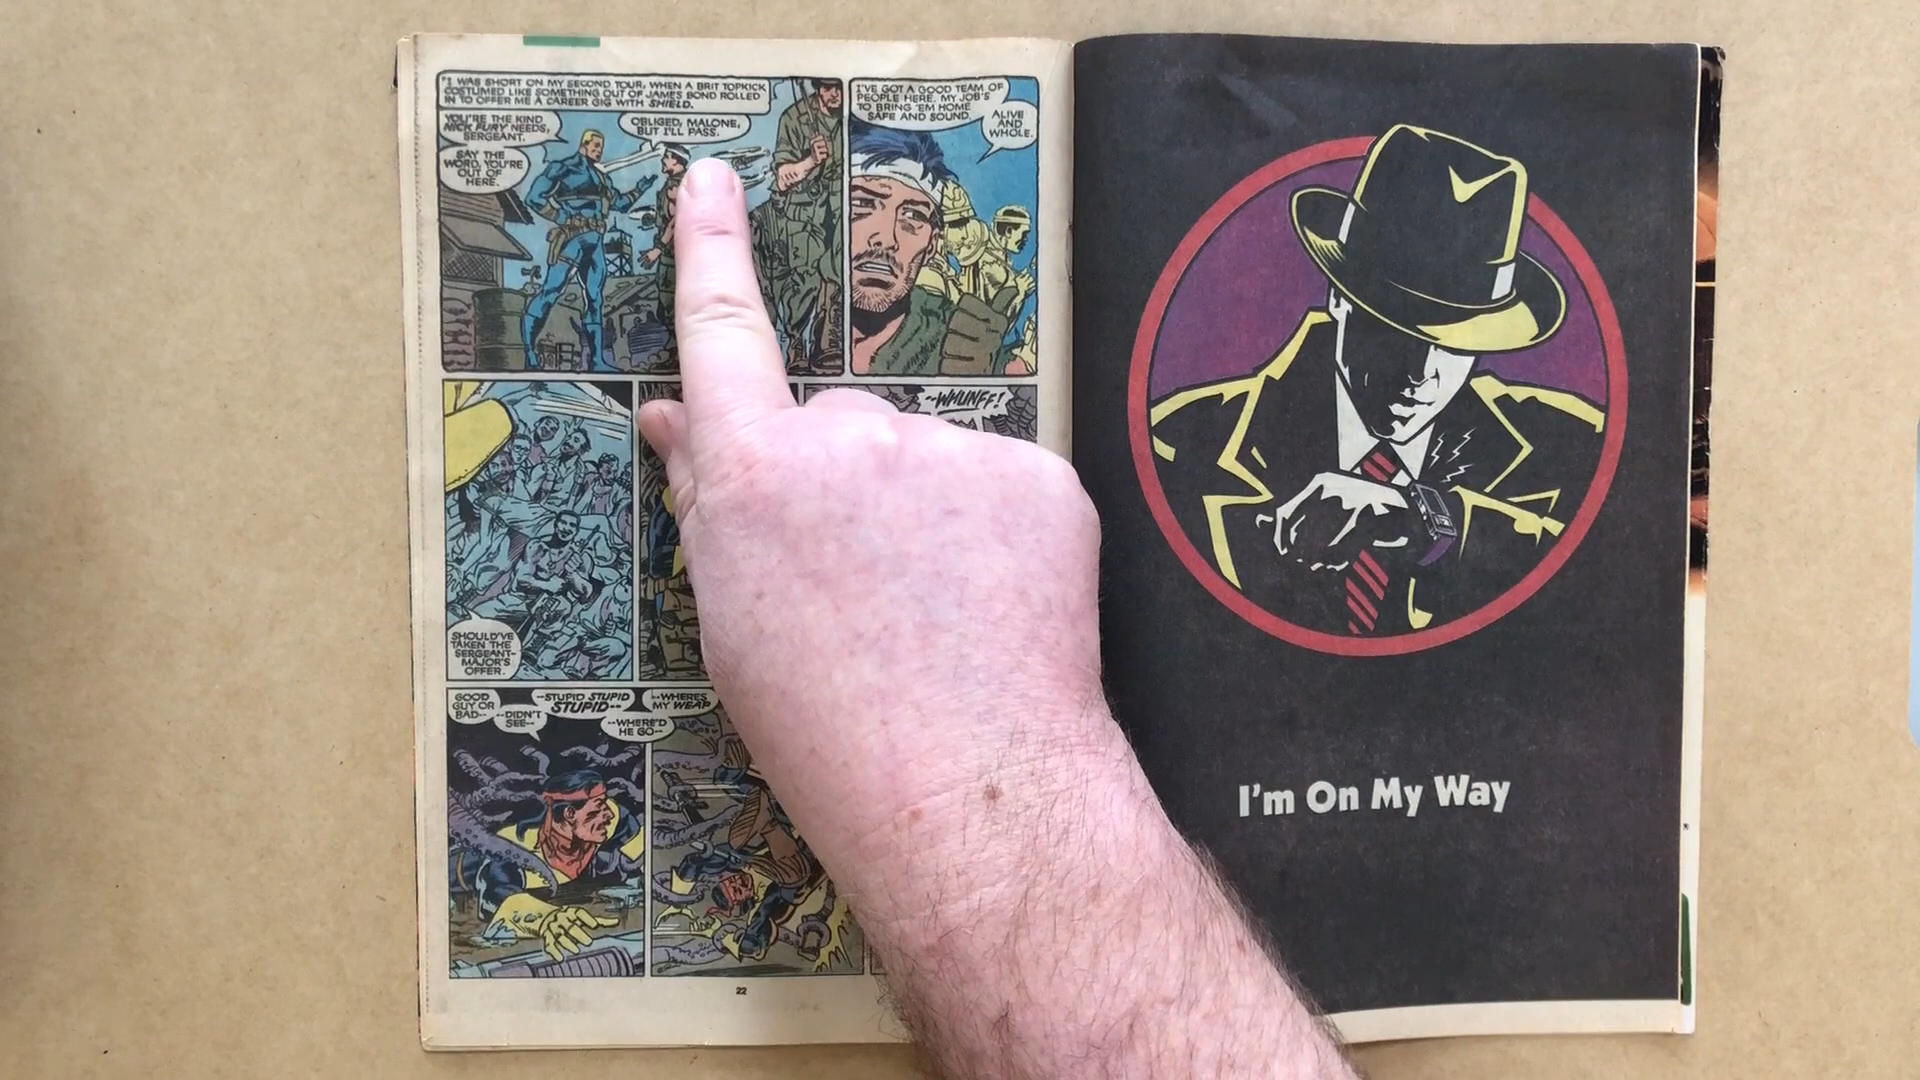 "I WAS SHORT ON MY SECOND TOUR, WHEN A BRIT TOPKICK
COSTUMED LIKE SOMETHING OUT OF JAMES BOND ROLLED
IN TO OFFER ME A CAREER GIG WITH SHIELD.
YOU'RE THE KIND
NICK FURY NEEDS,
SERGEANT.
SAY THE
WORD, YOU'RE
OUT OF
HERE.
OBLIGED, MALONE,
BUT I'LL PASS.
I'VE GOT A GOOD TEAM OF
PEOPLE HERE. MY JOB'S
TO BRING 'EM HOME
SAFE AND SOUND.
ALIVE
AND
WHOLE.
SHOULD'VE
TAKEN THE
SERGEANT-
MAJOR'S
OFFER.
--WHUNFF!
GOOD
GUY OR
BAD--
--DIDN'T
SEE--
--STUPID STUPID
STUPID--
--WHERE'D
HE GO--
--WHERE'S
MY WEAP
22
I'm On My Way